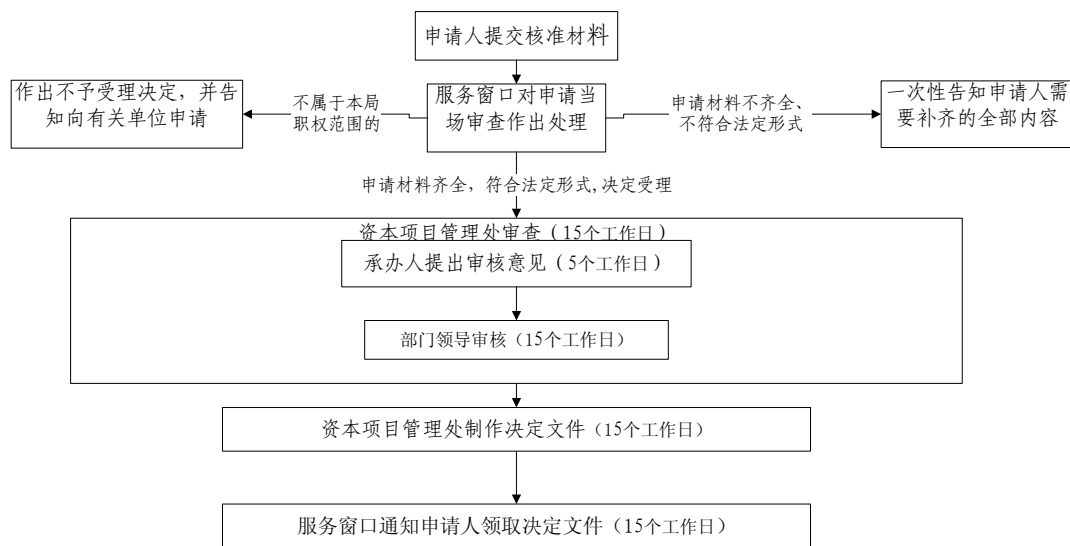 申请人提交核准材料
作出不予受理决定，并告
知向有关单位申请
不属于本局
职权范围的
服务窗口对申请当
场审查作出处理
申请材料不齐全、
不符合法定形式
一次性告知申请人需
要补齐的全部内容
申请材料齐全，符合法定形式,决定受理
资本项目管理处审查（15个工作日）
承办人提出审核意见（5个工作日）
部门领导审核（15个工作日）
资本项目管理处制作决定文件（15个工作日）
服务窗口通知申请人领取决定文件（15个工作日）